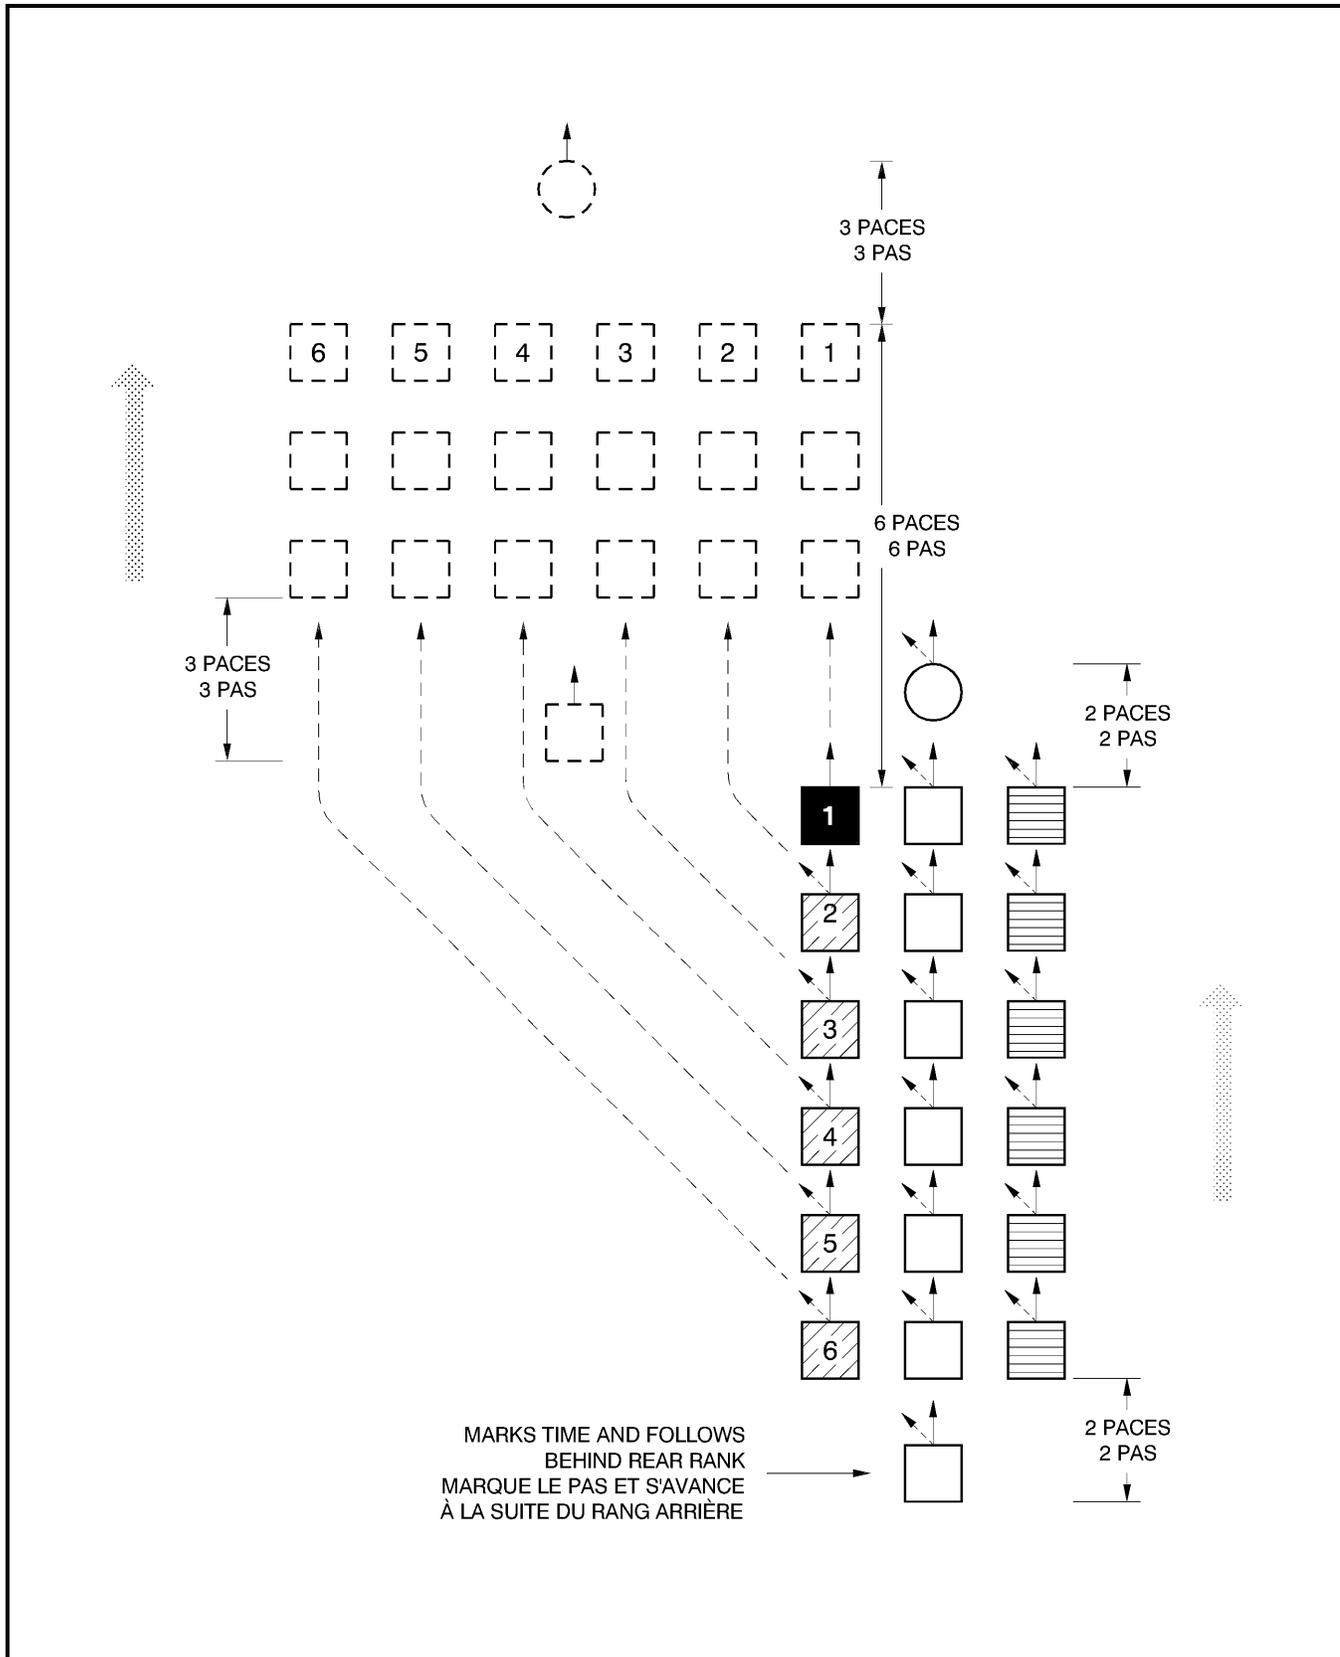 3 PACES
3 PAS
6 5 4 3 2 1
6 PACES
6 PAS
3 PACES
3 PAS
2 PACES
2 PAS
1
2
3
4
5
6
MARKS TIME AND FOLLOWS
BEHIND REAR RANK
MARQUE LE PAS ET S'AVANCE
À LA SUITE DU RANG ARRIÈRE
2 PACES
2 PAS